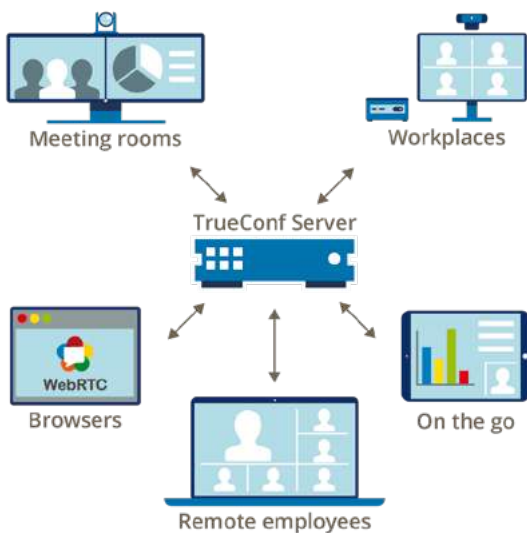 Meeting rooms
Workplaces
TrueConf Server
WebRTC
Browsers
On the go
Remote employees